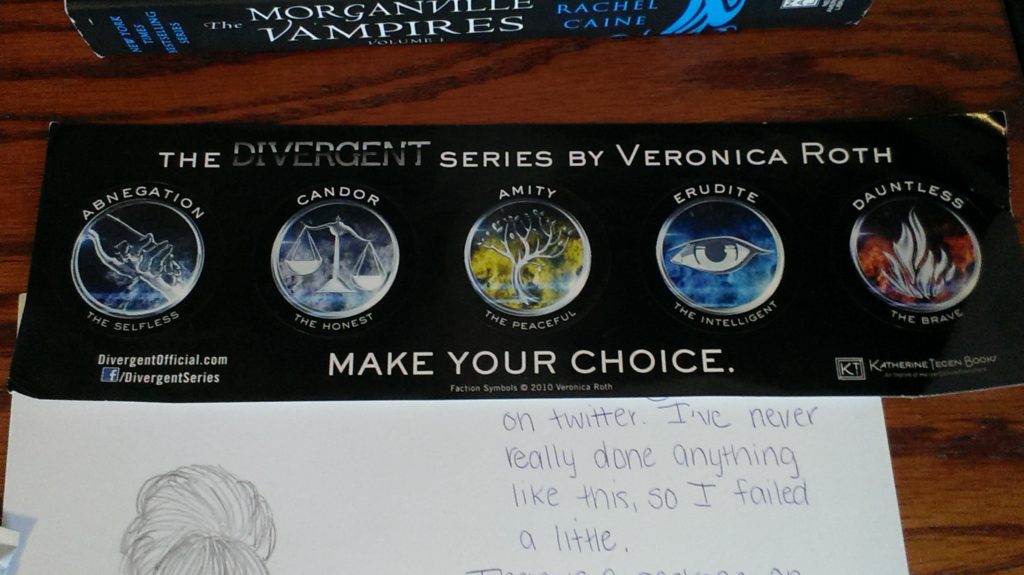 NEW YORK
TIMES
BESTSELLING
SERIES
The MORGANVILLE
VAMPIRES
VOLUME 1
RACHEL
CAINE
THE DIVERGENT SERIES BY VERONICA ROTH
ABNEGATION
THE SELFLESS
CANDOR
THE HONEST
AMITY
THE PEACEFUL
ERUDITE
THE INTELLIGENT
DAUNTLESS
THE BRAVE
DivergentOfficial.com
f/DivergentSeries
MAKE YOUR CHOICE.
Faction Symbols © 2010 Veronica Roth
KT KATHERINE TEGEN BOOKS
on twitter. I've never
really done anything
like this, so I failed
a little.